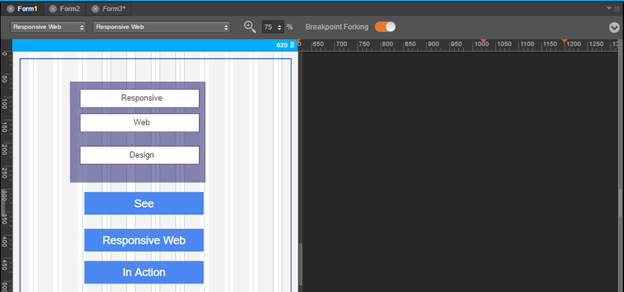 Form1 Form2 Form3*
Responsive Web Responsive Web 75 % Breakpoint Forking
620
0 650 700 750 800 850 900 950 1000 1050 1100 1150 1200 1250
0
50
100
150
200
250
300
350
400
450
500
Responsive
Web
Design
See
Responsive Web
In Action